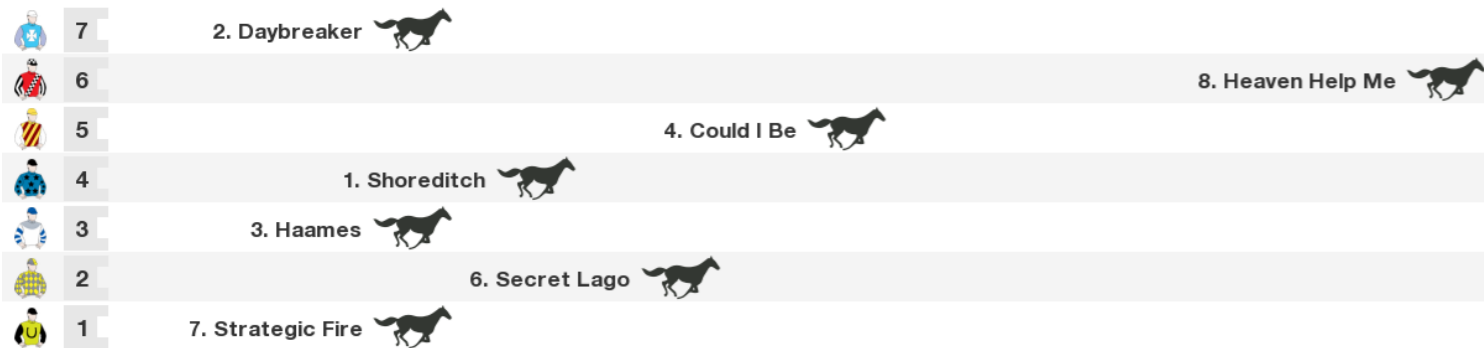 7 2. Daybreaker
6 8. Heaven Help Me
5 4. Could I Be
4 1. Shoreditch
3 3. Haames
2 6. Secret Lago
1 7. Strategic Fire